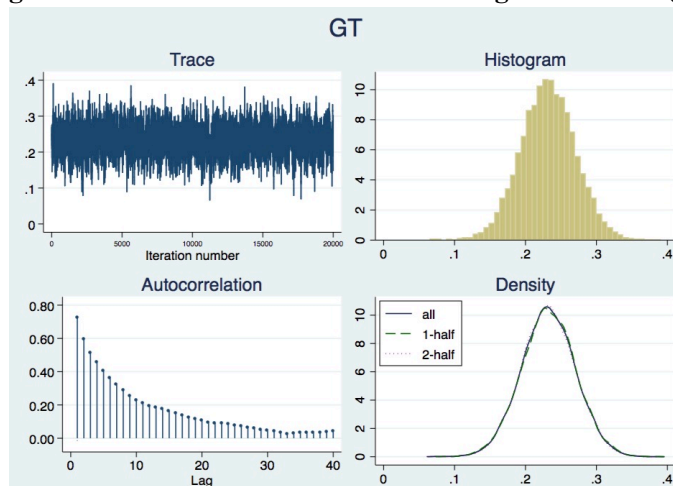 GT
Trace
.4
.3
.2
.1
0
0 5000 10000 15000 20000
Iteration number
Histogram
10
8
6
4
2
0
0 .1 .2 .3 .4
Autocorrelation
0.80
0.60
0.40
0.20
0.00
0 10 20 30 40
Lag
Density
all
1-half
2-half
10
8
6
4
2
0
0 .1 .2 .3 .4